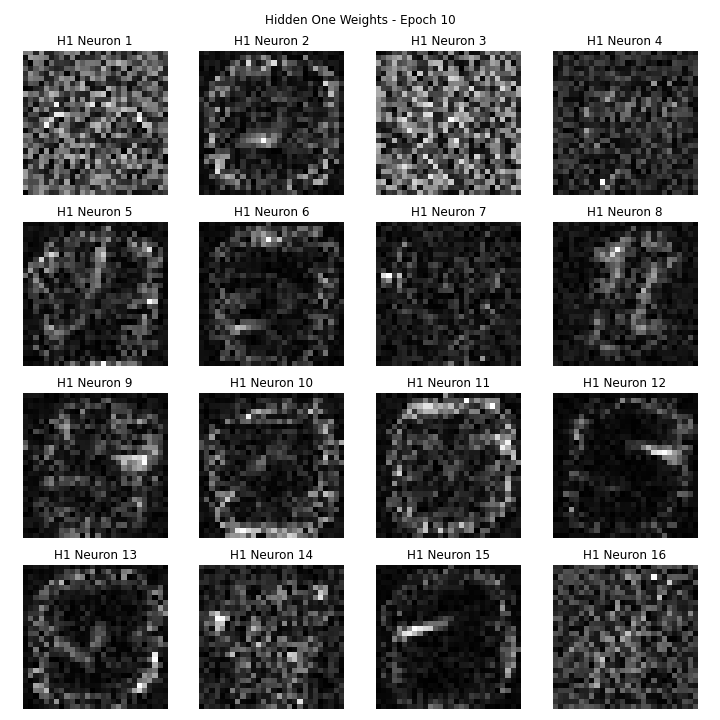 Hidden One Weights - Epoch 10
H1 Neuron 1
H1 Neuron 2
H1 Neuron 3
H1 Neuron 4
H1 Neuron 5
H1 Neuron 6
H1 Neuron 7
H1 Neuron 8
H1 Neuron 9
H1 Neuron 10
H1 Neuron 11
H1 Neuron 12
H1 Neuron 13
H1 Neuron 14
H1 Neuron 15
H1 Neuron 16